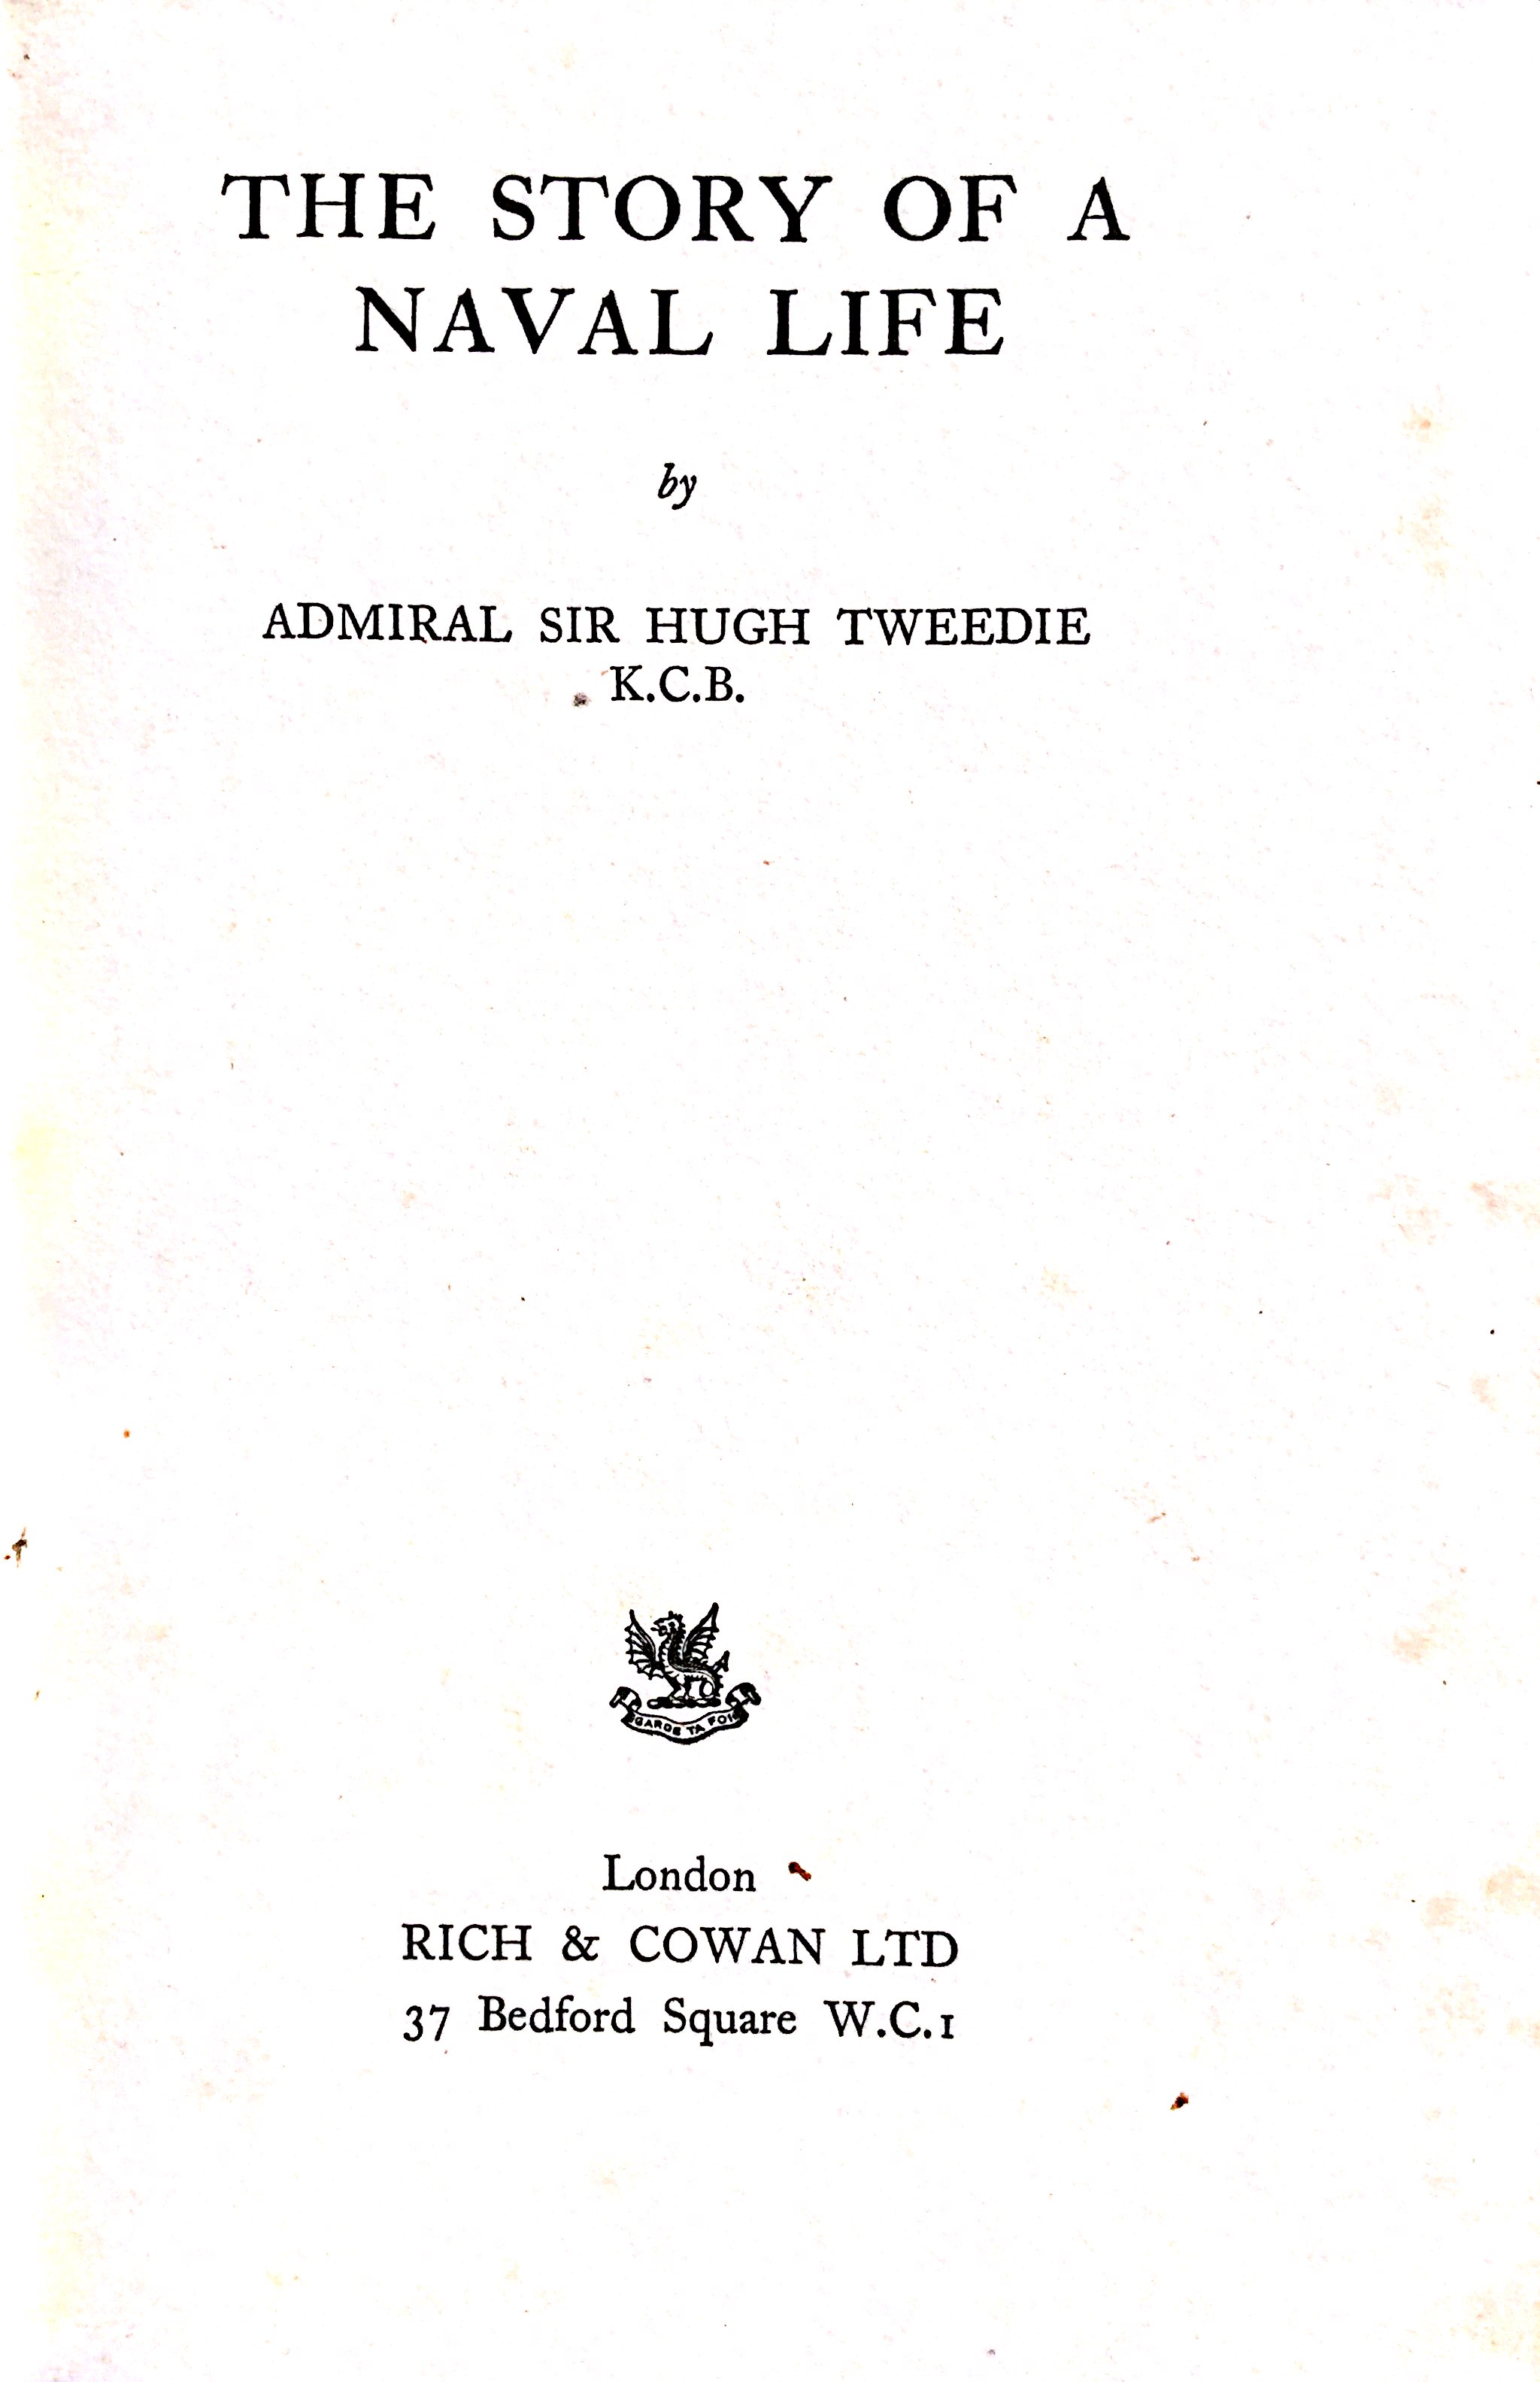 THE STORY OF A
NAVAL LIFE
by
ADMIRAL SIR HUGH TWEEDIE
K.C.B.
GARDE TA FOI
London
RICH & COWAN LTD
37 Bedford Square W.C.1